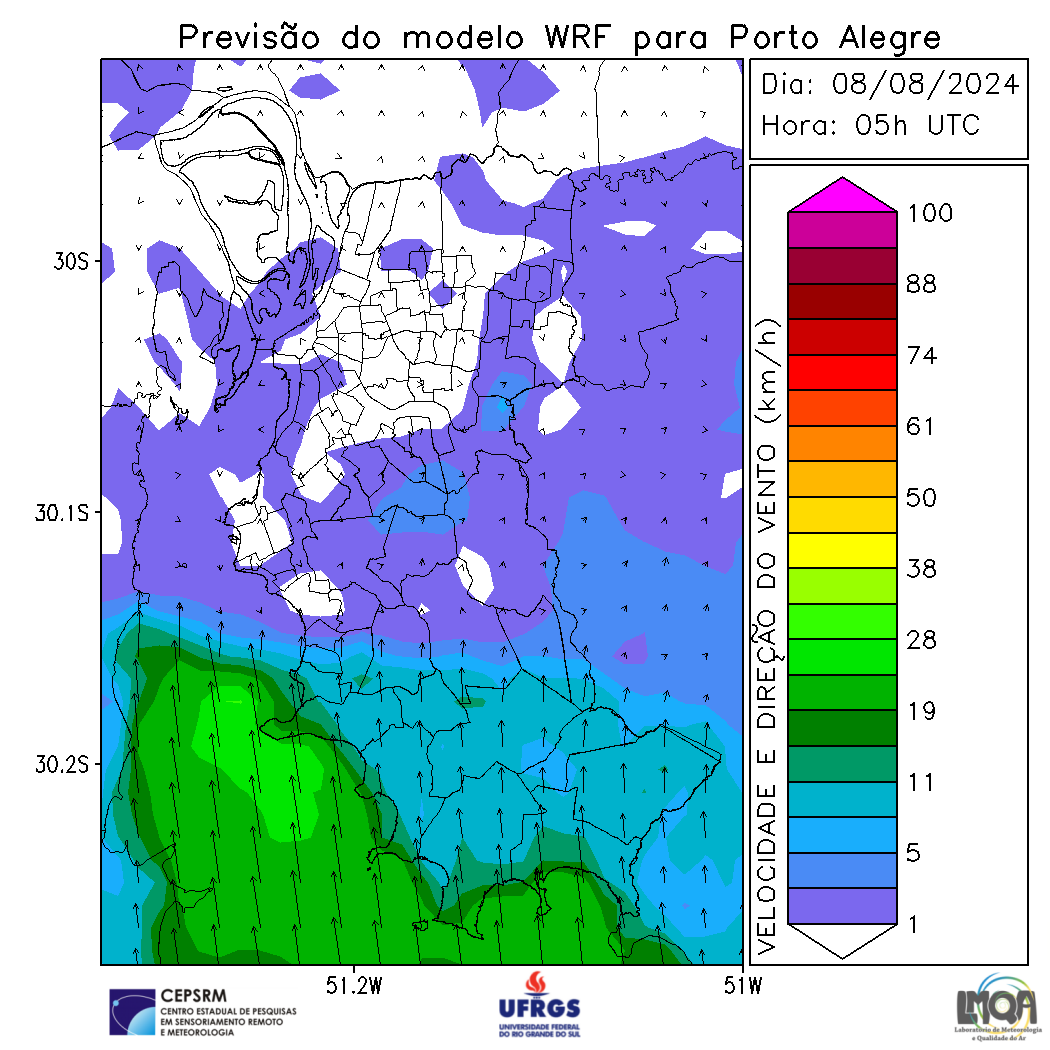 Previsão do modelo WRF para Porto Alegre
Dia: 08/08/2024
Hora: 05h UTC
30S
30.1S
30.2S
51.2W
51W
VELOCIDADE E DIREÇÃO DO VENTO (km/h)
100
88
74
61
50
38
28
19
11
5
1
CEPSRM
CENTRO ESTADUAL DE PESQUISAS
EM SENSORIAMENTO REMOTO
E METEOROLOGIA
UFRGS
UNIVERSIDADE FEDERAL
DO RIO GRANDE DO SUL
LMQA
Laboratório de Meteorologia
e Qualidade do Ar